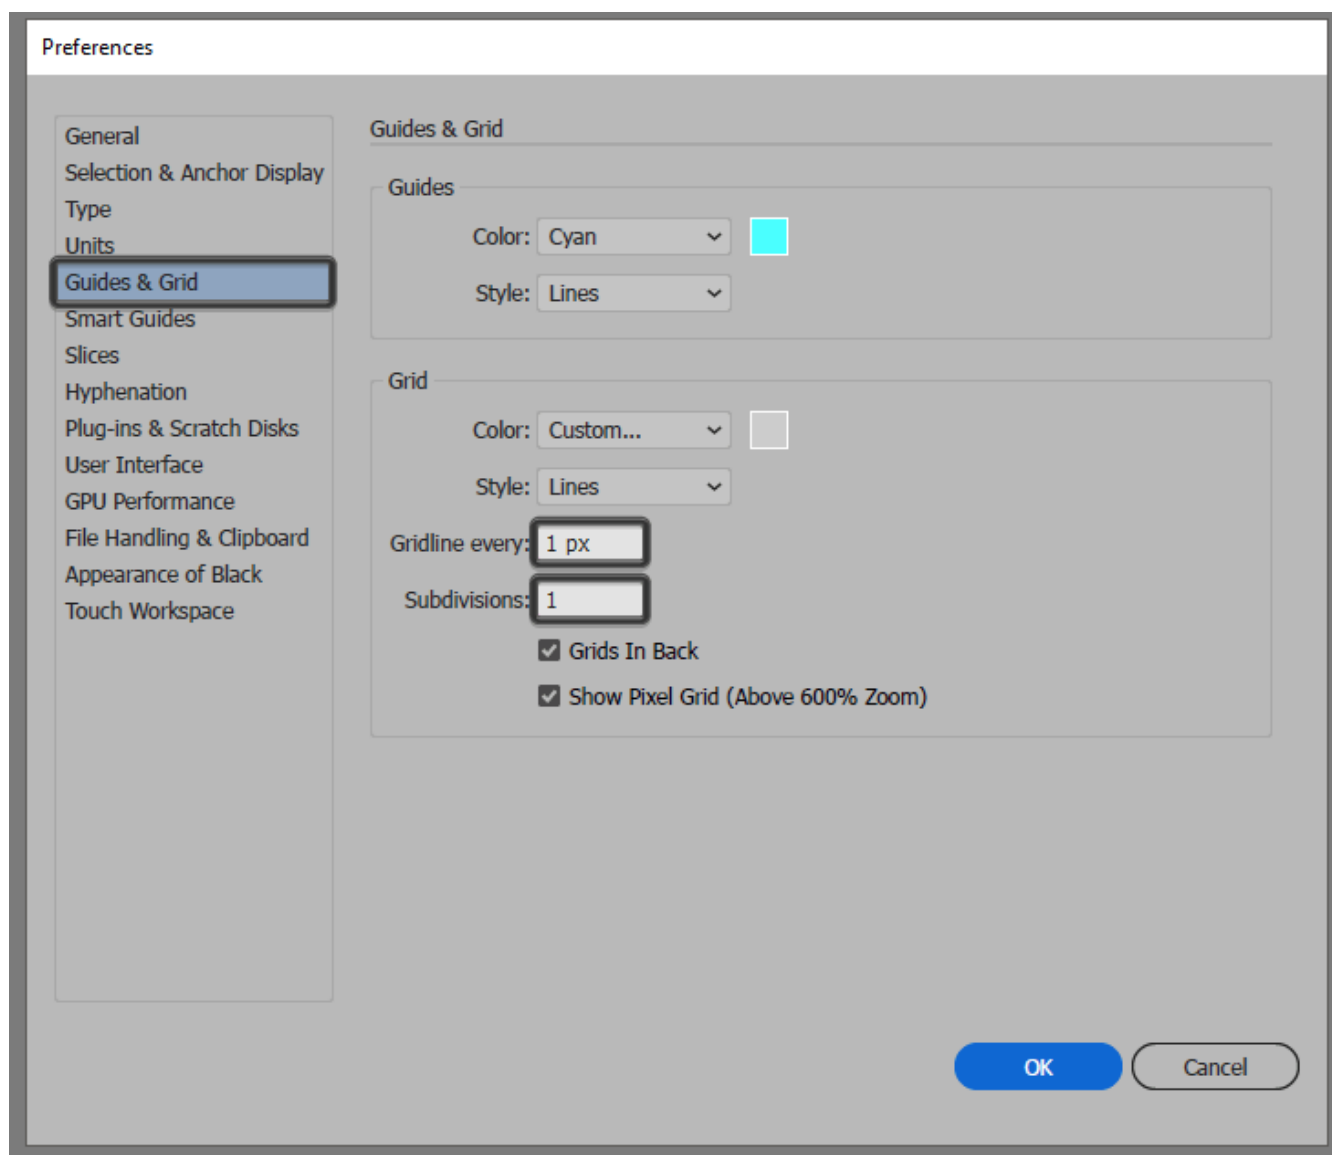 Preferences
General
Selection & Anchor Display
Type
Units
Guides & Grid
Smart Guides
Slices
Hyphenation
Plug-ins & Scratch Disks
User Interface
GPU Performance
File Handling & Clipboard
Appearance of Black
Touch Workspace
Guides & Grid
Guides
Color: Cyan
Style: Lines
Grid
Color: Custom...
Style: Lines
Gridline every: 1 px
Subdivisions: 1
Grids In Back
Show Pixel Grid (Above 600% Zoom)
OK Cancel